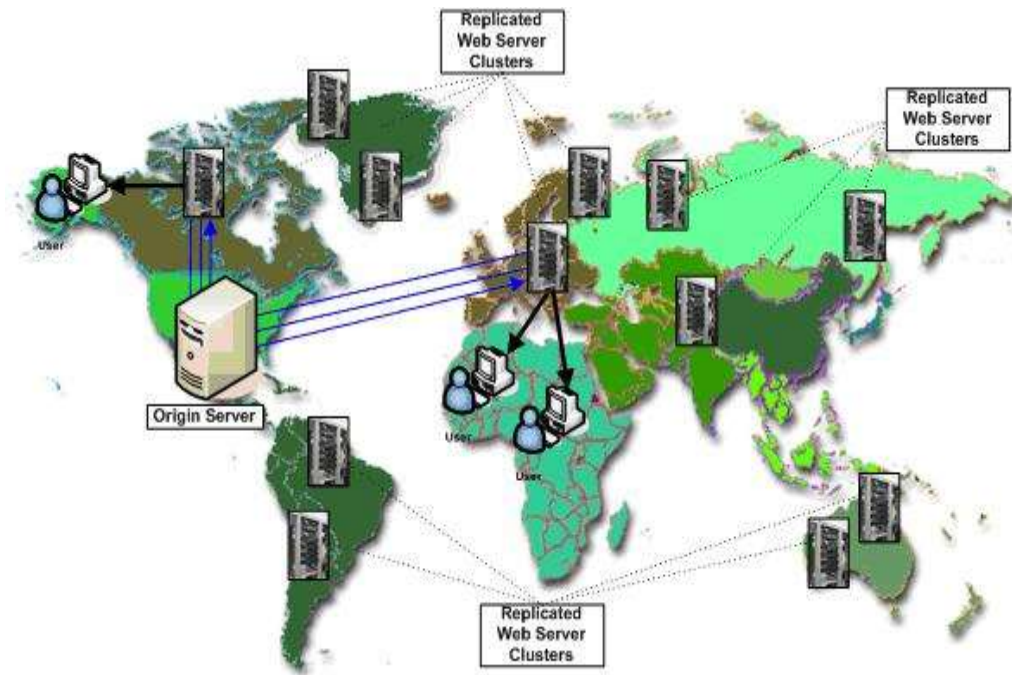 Replicated
Web Server
Clusters
Replicated
Web Server
Clusters
User
Origin Server
User
User
Replicated
Web Server
Clusters